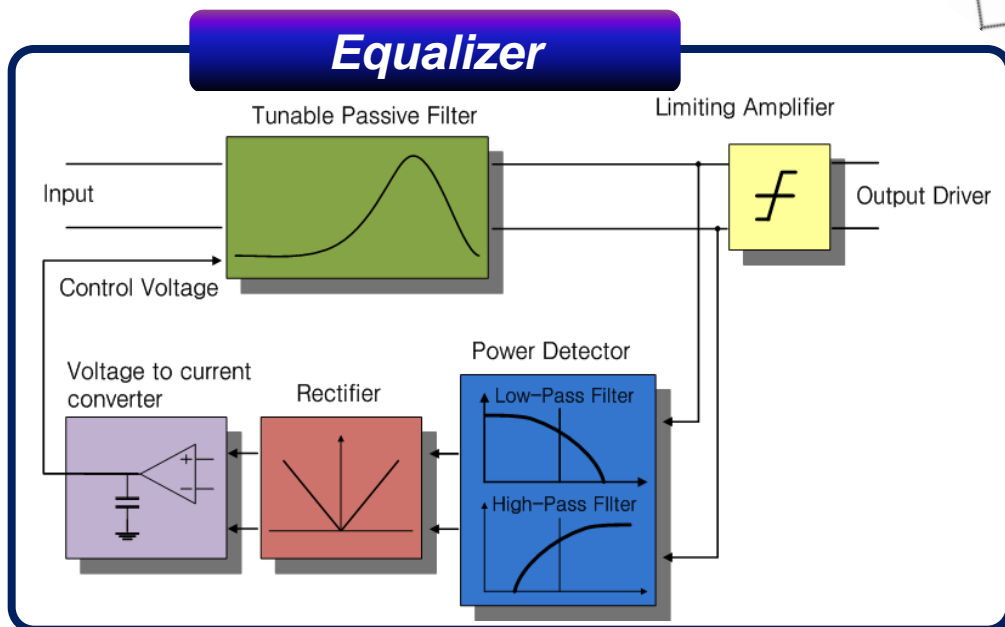 Equalizer
Tunable Passive Filter
Limiting Amplifier
Input
Output Driver
Control Voltage
Power Detector
Voltage to current
converter
Rectifier
Low-Pass Filter
High-Pass FIlter
+
-